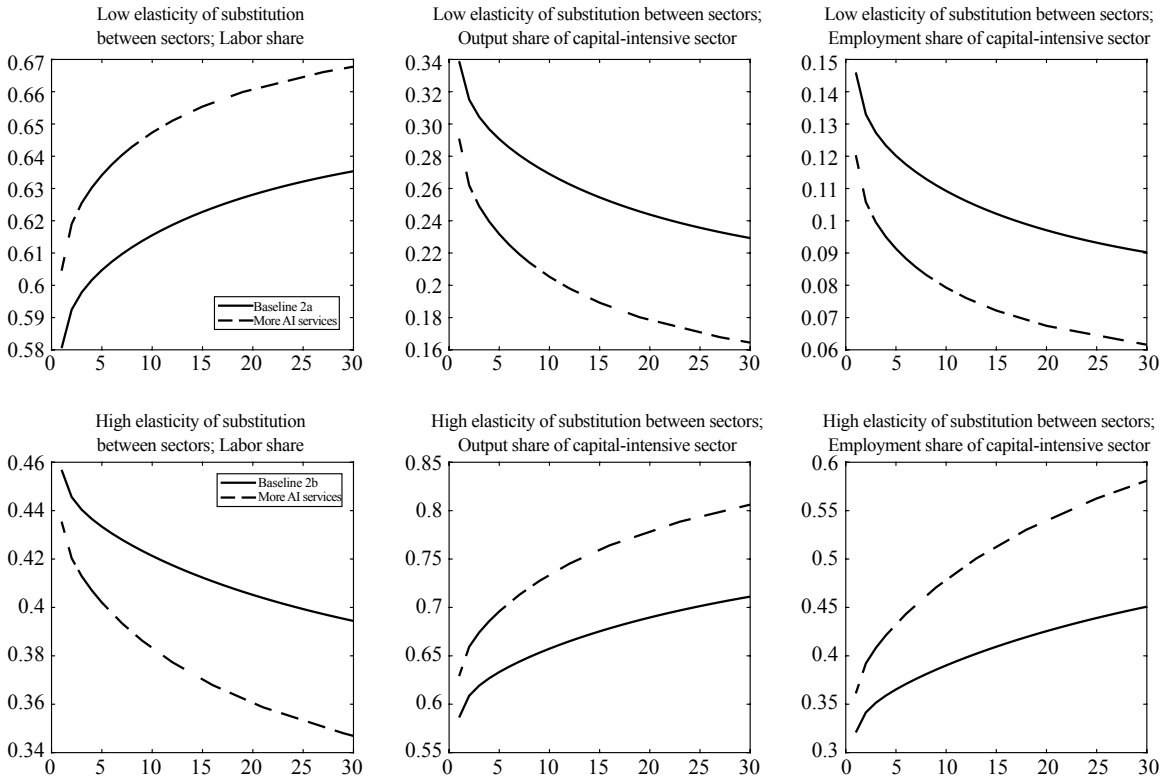 Low elasticity of substitution
between sectors; Labor share
0.67
0.66
0.65
0.64
0.63
0.61
0.6
0.59
0.58
0 5 10 15 20 25 30
Baseline 2a
More AI services
Low elasticity of substitution between sectors;
Output share of capital-intensive sector
0.34
0.30
0.28
0.26
0.24
0.22
0.2
0.18
0.16
0 5 10 15 20 25 30
Low elasticity of substitution between sectors;
Employment share of capital-intensive sector
0.15
0.14
0.13
0.12
0.11
0.1
0.09
0.08
0.07
0.06
0 5 10 15 20 25 30
High elasticity of substitution
between sectors; Labor share
0.46
0.44
0.42
0.4
0.38
0.36
0.34
0 5 10 15 20 25 30
Baseline 2b
More AI services
High elasticity of substitution between sectors;
Output share of capital-intensive sector
0.85
0.8
0.75
0.7
0.65
0.6
0.55
0 5 10 15 20 25 30
High elasticity of substitution between sectors;
Employment share of capital-intensive sector
0.6
0.55
0.5
0.45
0.4
0.35
0.3
0 5 10 15 20 25 30